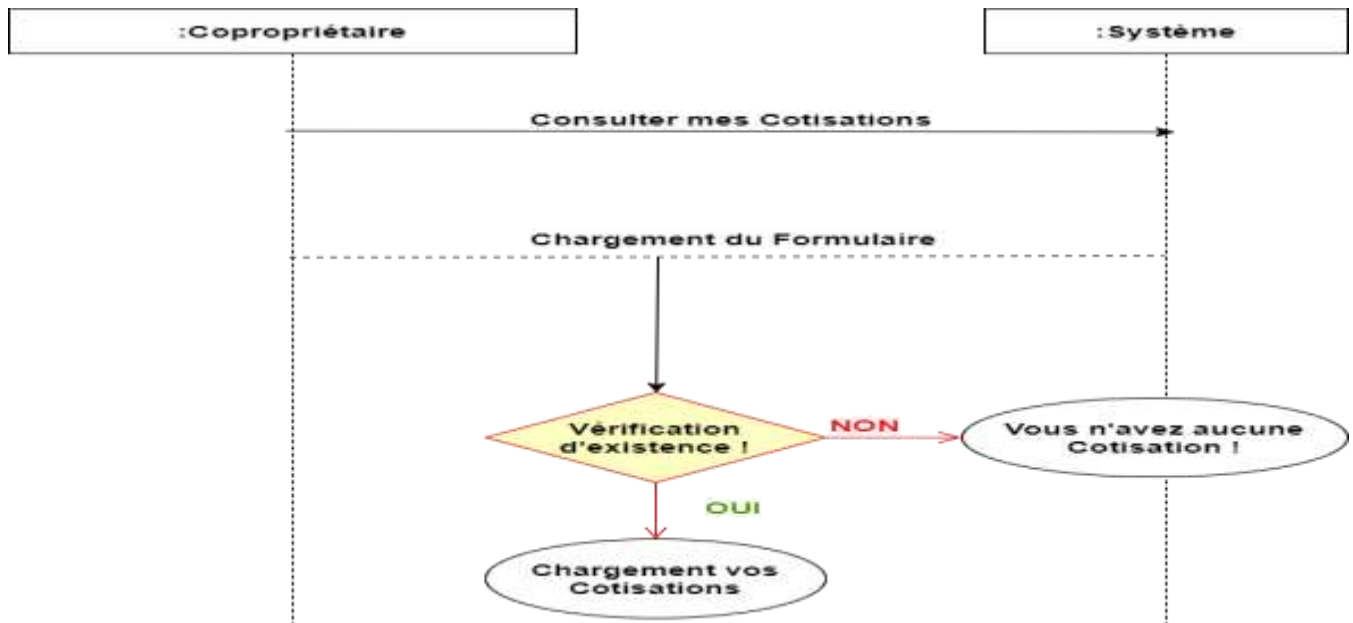 :Copropriétaire
:Système
Consulter mes Cotisations
Chargement du Formulaire
Vérification
d'existence !
NON
Vous n'avez aucune
Cotisation !
OUI
Chargement vos
Cotisations